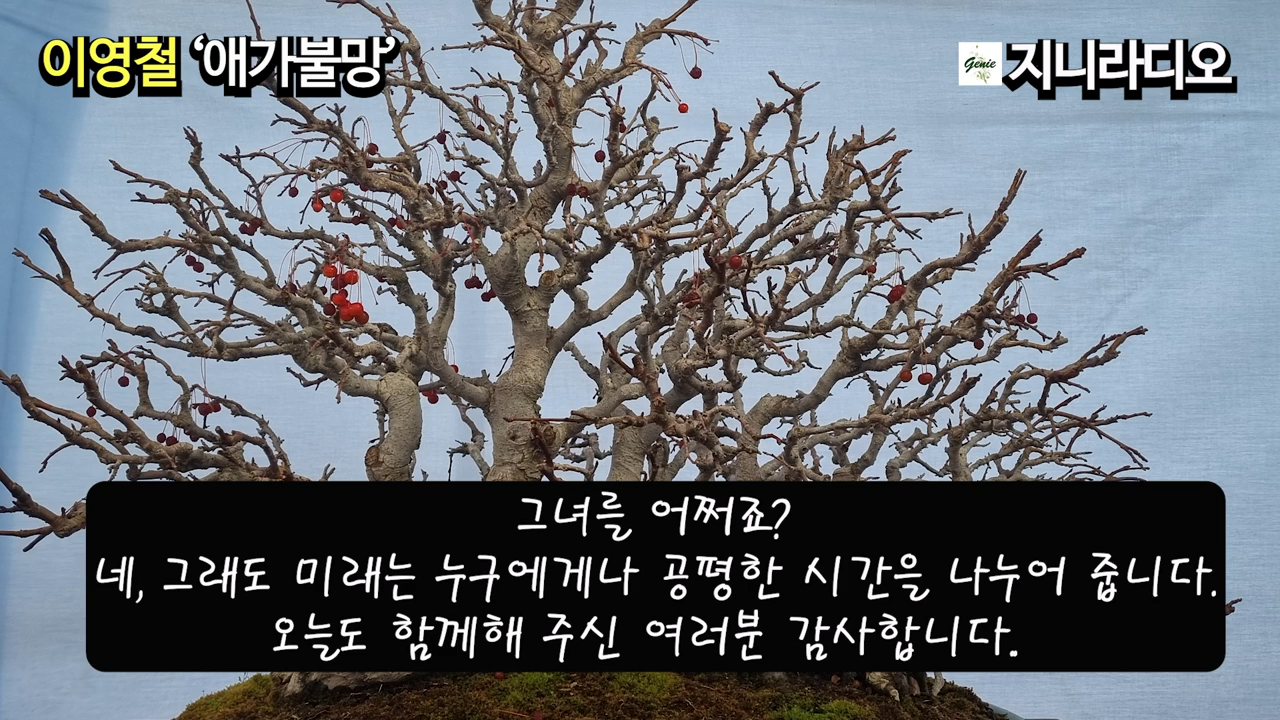 이영철 '애가불망'
Genie 지니라디오
그녀를 어쩌죠?
네, 그래도 미래는 누구에게나 공평한 시간을 나누어 줍니다.
오늘도 함께해 주신 여러분 감사합니다.